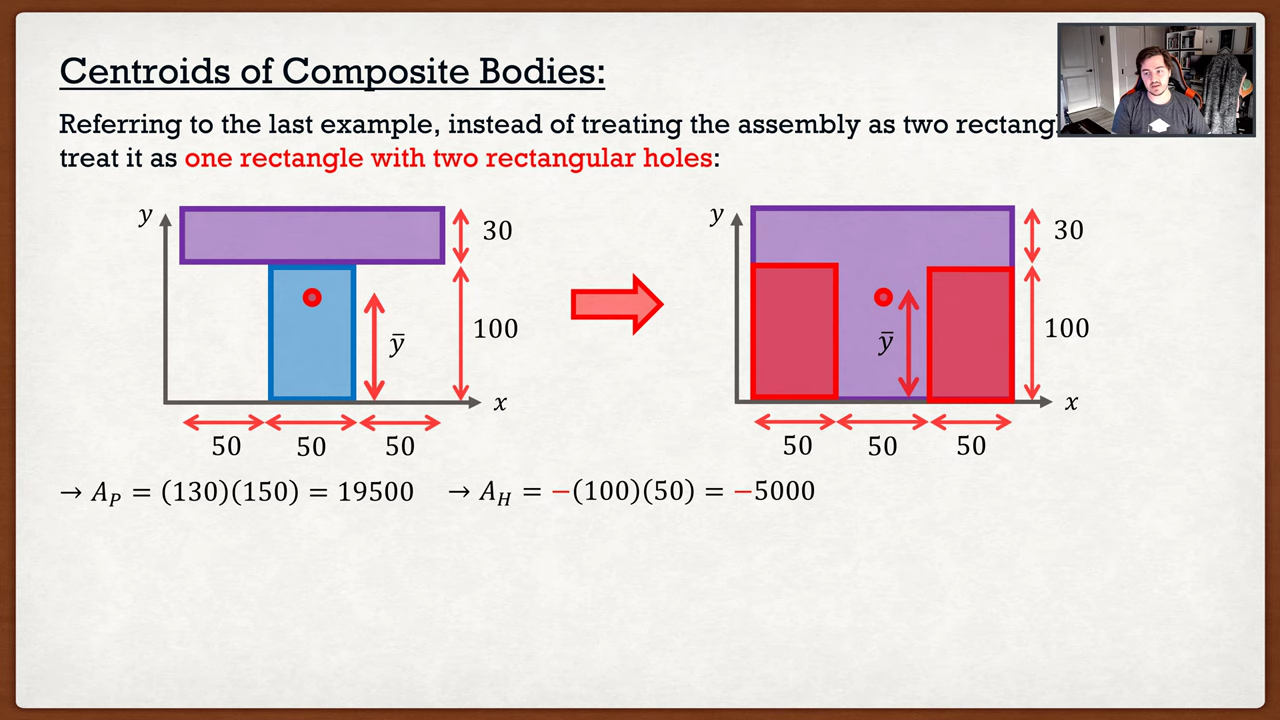 Centroids of Composite Bodies:
Referring to the last example, instead of treating the assembly as two
treat it as one rectangle with two rectangular holes:
y
30
100
ȳ
x
50 50 50
y
30
100
ȳ
x
50 50 50
→ A_P = (130)(150) = 19500 → A_H = −(100)(50) = −5000